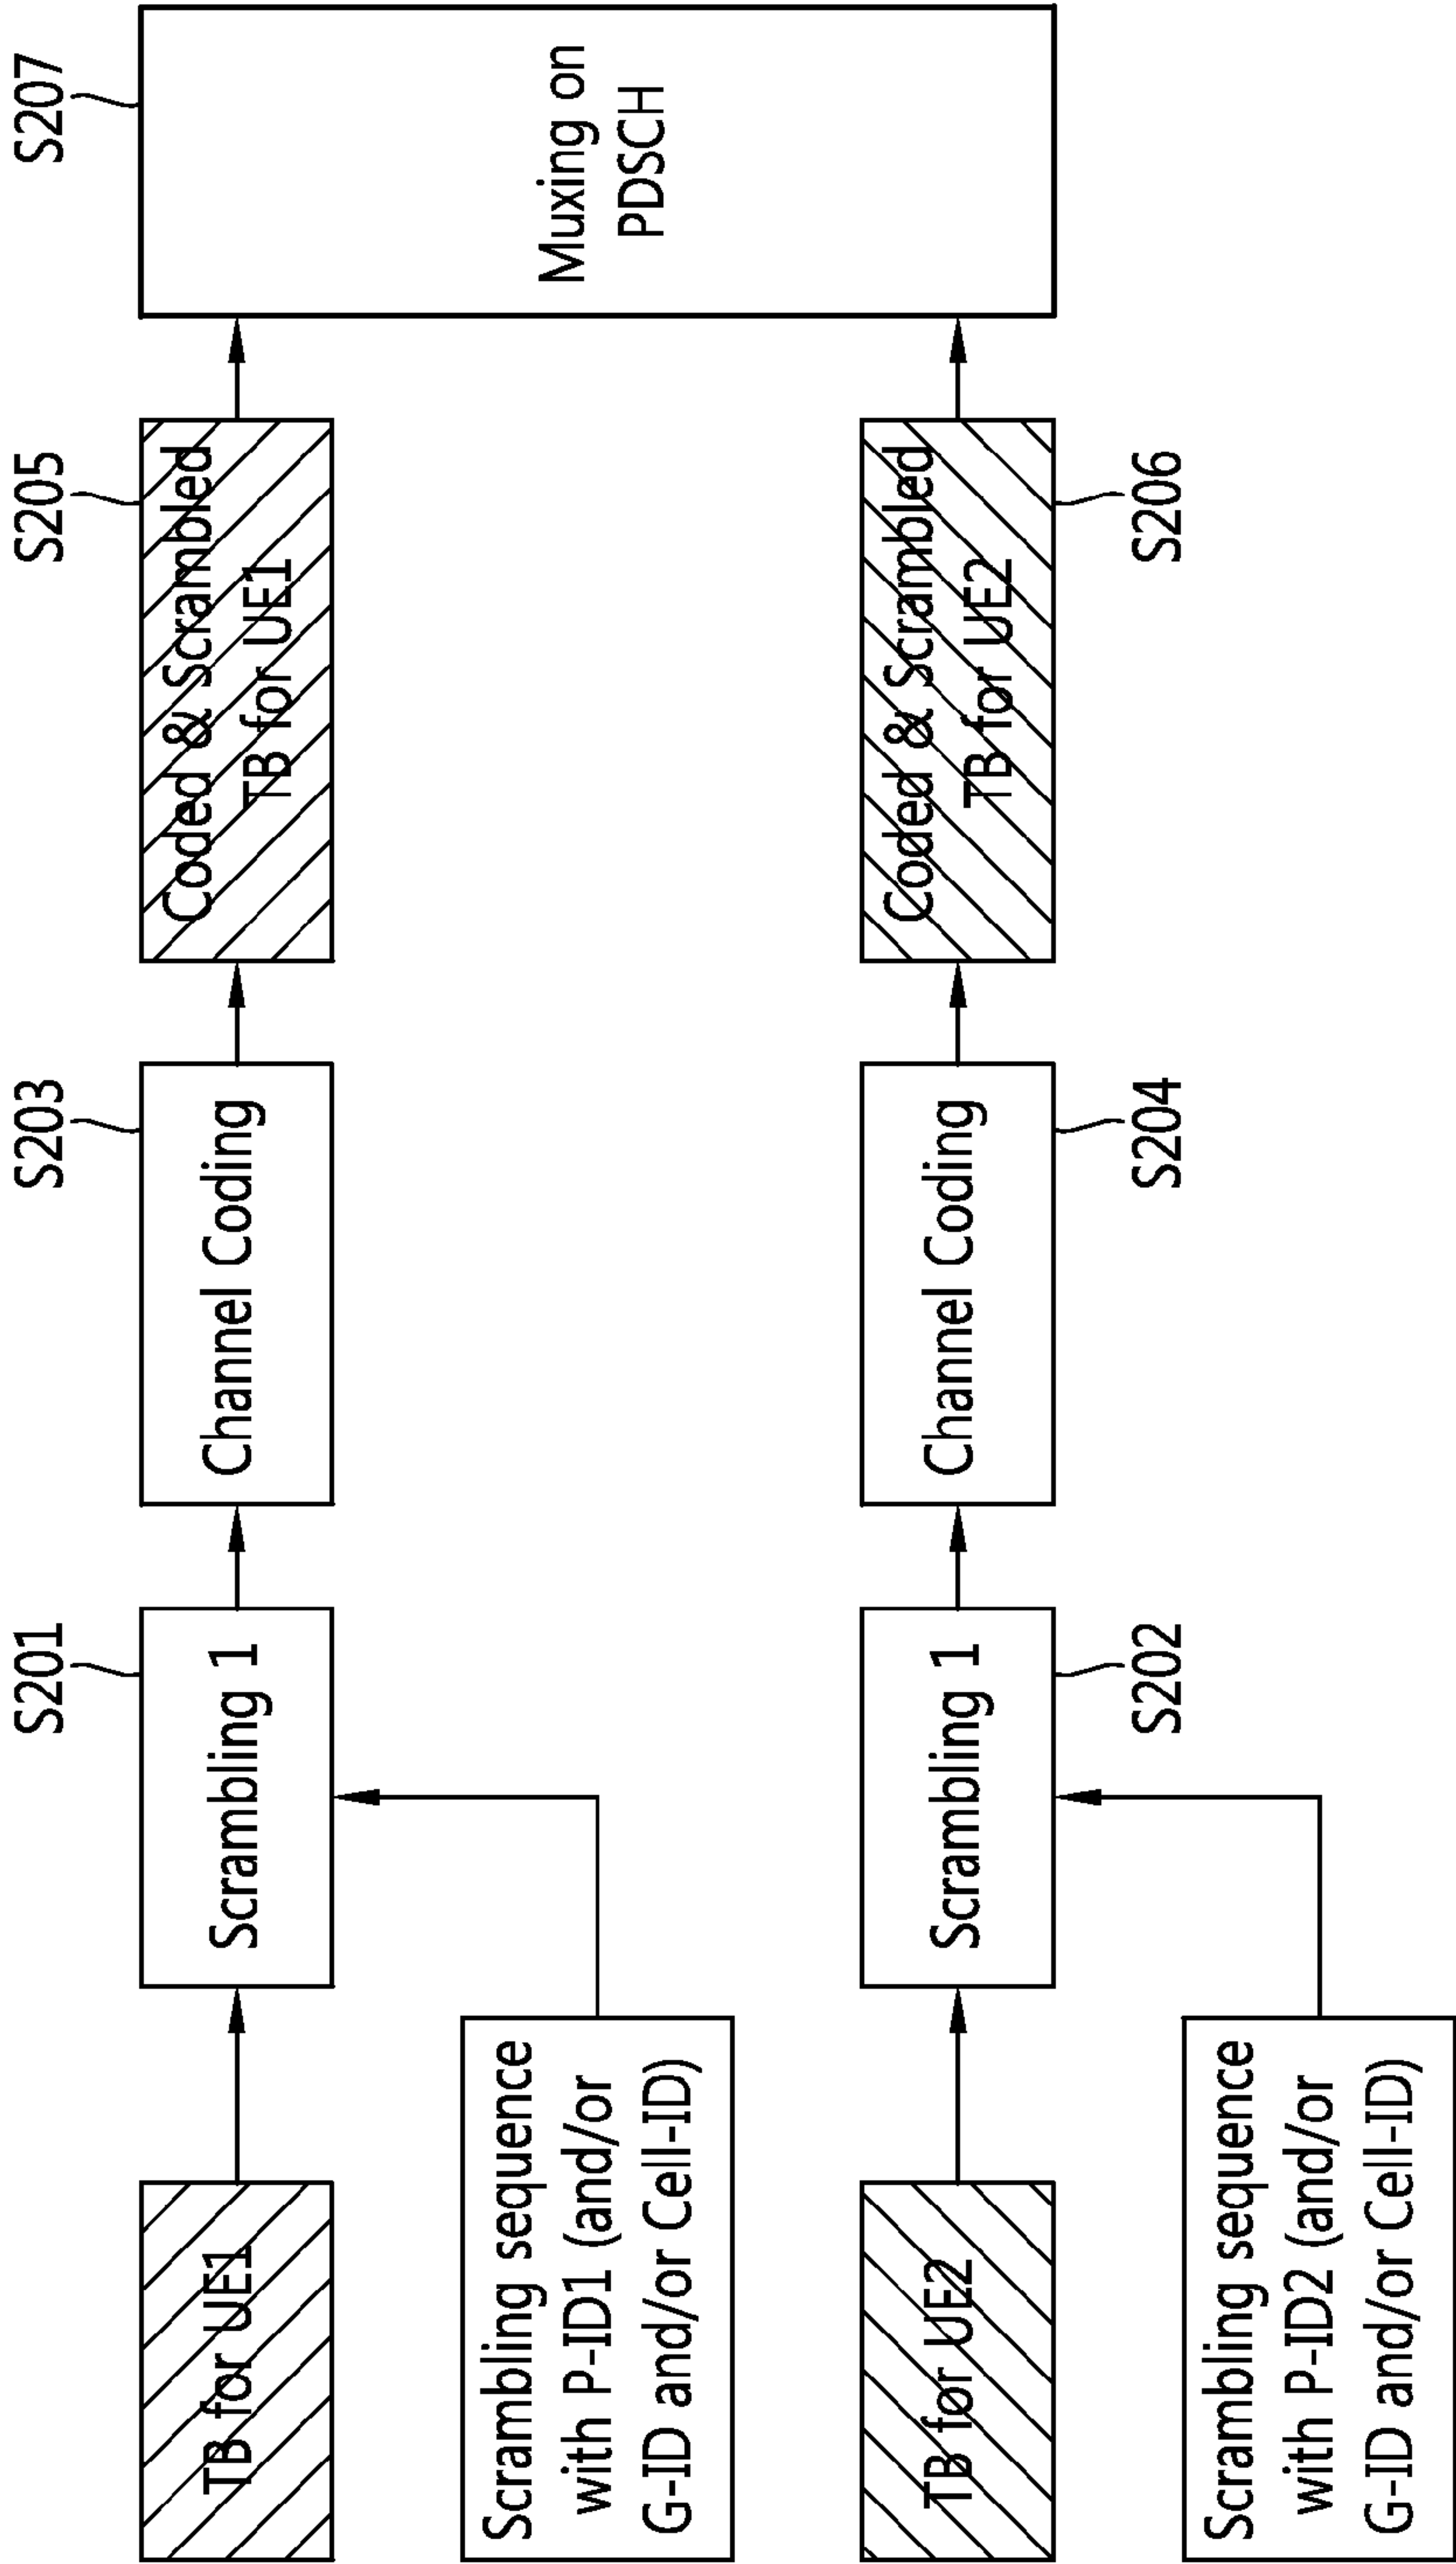 S201
S203
S205
S207
TB for UE1
Scrambling 1
Channel Coding
Coded & Scrambled
TB for UE1
Muxing on
PDSCH
Scrambling sequence
with P-ID1 (and/or
G-ID and/or Cell-ID)
TB for UE2
Scrambling 1
Channel Coding
Coded & Scrambled
TB for UE2
S202
S204
S206
Scrambling sequence
with P-ID2 (and/or
G-ID and/or Cell-ID)